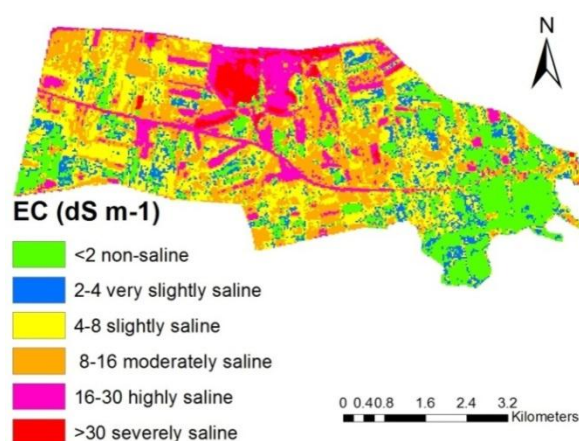 N
EC (dS m-1)
<2 non-saline
2-4 very slightly saline
4-8 slightly saline
8-16 moderately saline
16-30 highly saline
>30 severely saline
0 0.40.8 1.6 2.4 3.2
Kilometers